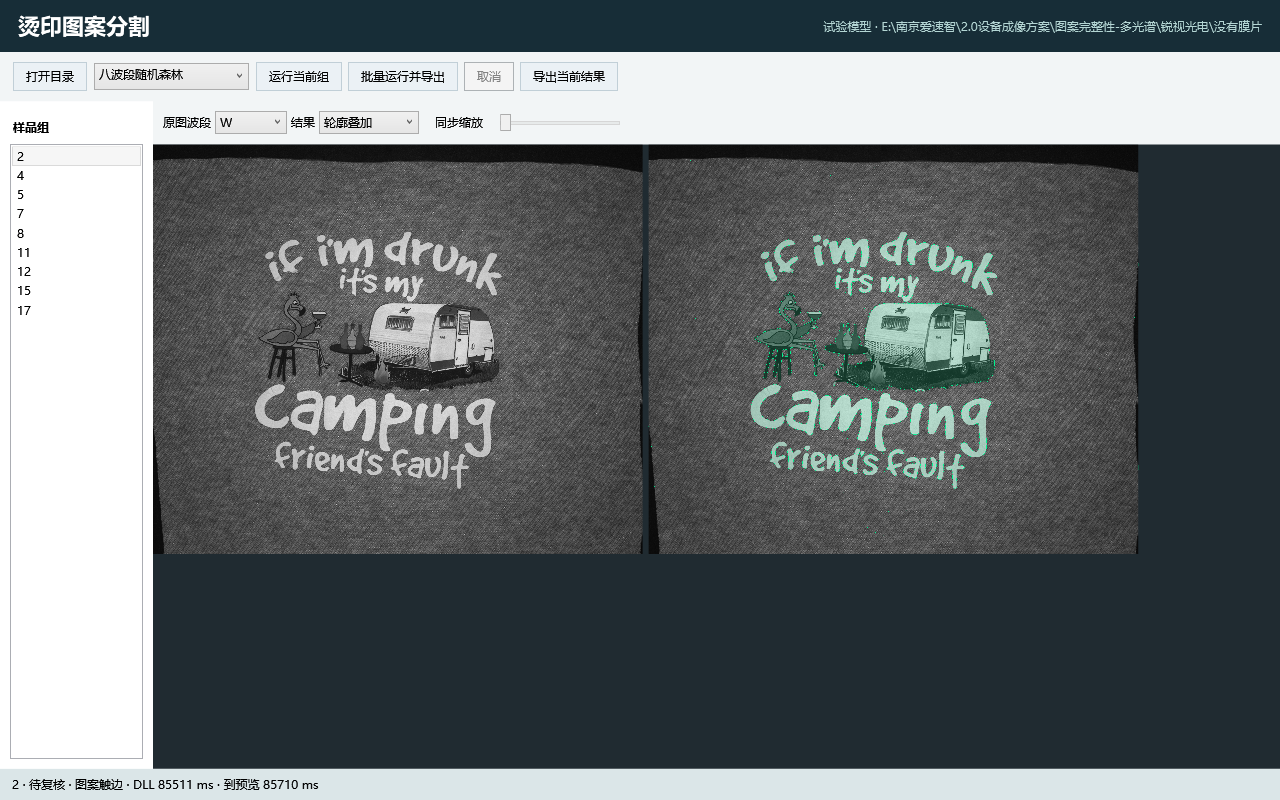 烫印图案分割
试验模型 · E:\南京爱速智\2.0设备成像方案\图案完整性-多光谱\锐视光电\没有膜片
打开目录 八波段随机森林 运行当前组 批量运行并导出 取消 导出当前结果
样品组
原图波段 W 结果 轮廓叠加 同步缩放
2
4
5
7
8
11
12
15
17
if i'm drunk
it's my
Camping
friend's fault
if i'm drunk
it's my
Camping
friend's fault
2 · 待复核 · 图案触边 · DLL 85511 ms · 到预览 85710 ms